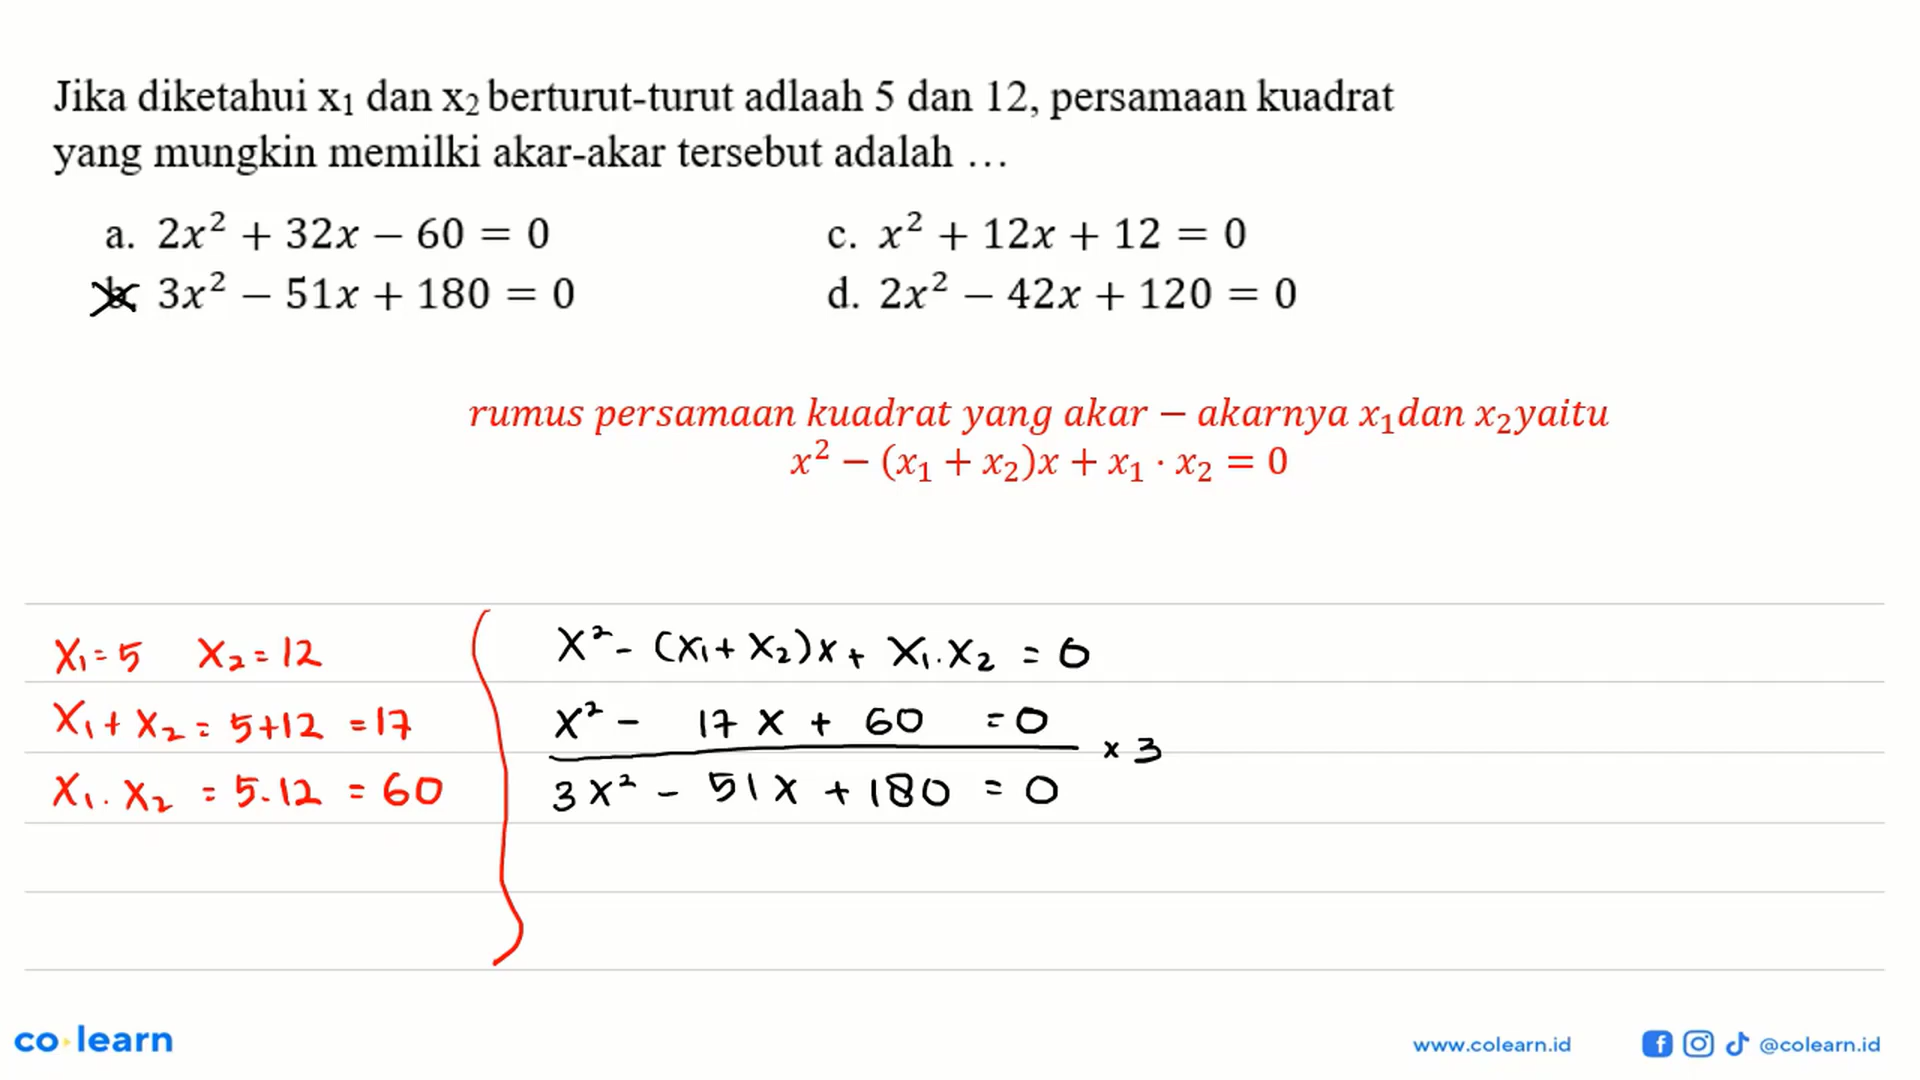 Jika diketahui x₁ dan x₂ berturut-turut adlaah 5 dan 12, persamaan kuadrat
yang mungkin memilki akar-akar tersebut adalah …
a. 2x² + 32x − 60 = 0
c. x² + 12x + 12 = 0
b. 3x² − 51x + 180 = 0
d. 2x² − 42x + 120 = 0
rumus persamaan kuadrat yang akar − akarnya x₁dan x₂yaitu
x² − (x₁ + x₂)x + x₁ · x₂ = 0
x₁ = 5 x₂ = 12
x₁ + x₂ = 5+12 = 17
x₁ . x₂ = 5.12 = 60
x² - (x₁ + x₂)x + x₁.x₂ = 0
x² - 17x + 60 = 0
x 3
3x² - 51x + 180 = 0
co learn
www.colearn.id
@colearn.id